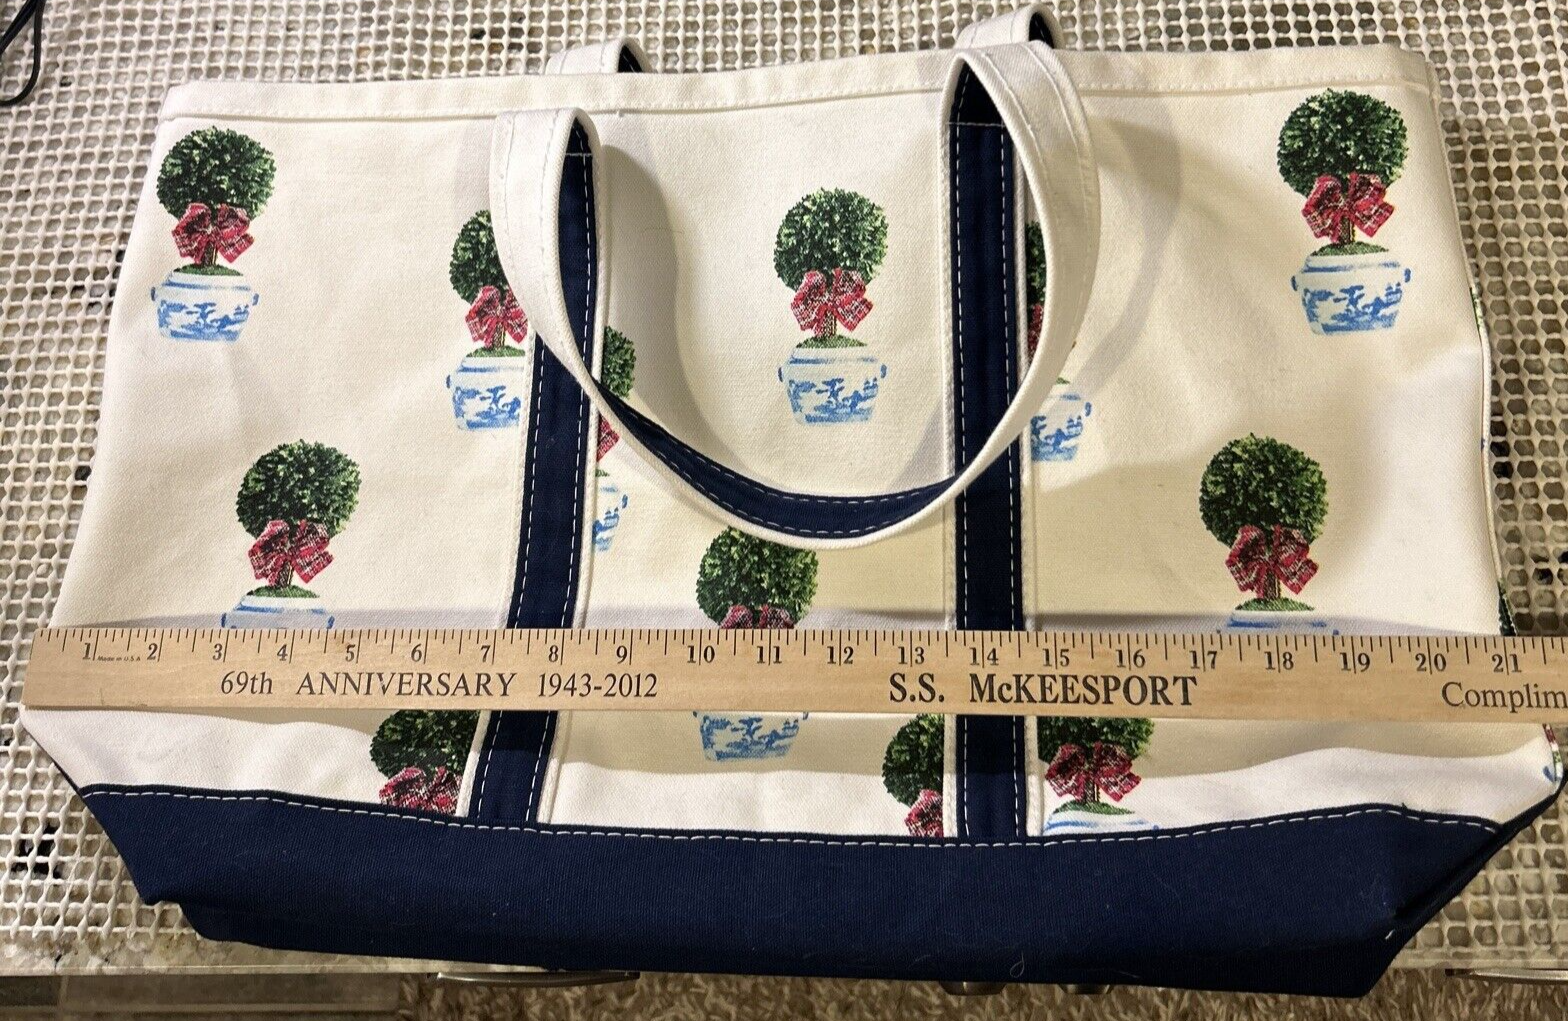 1 2 3 4 5 6 7 8 9 10 11 12 13 14 15 16 17 18 19 20 21
Made in U.S.A
69th ANNIVERSARY 1943-2012 S.S. McKEESPORT Complim